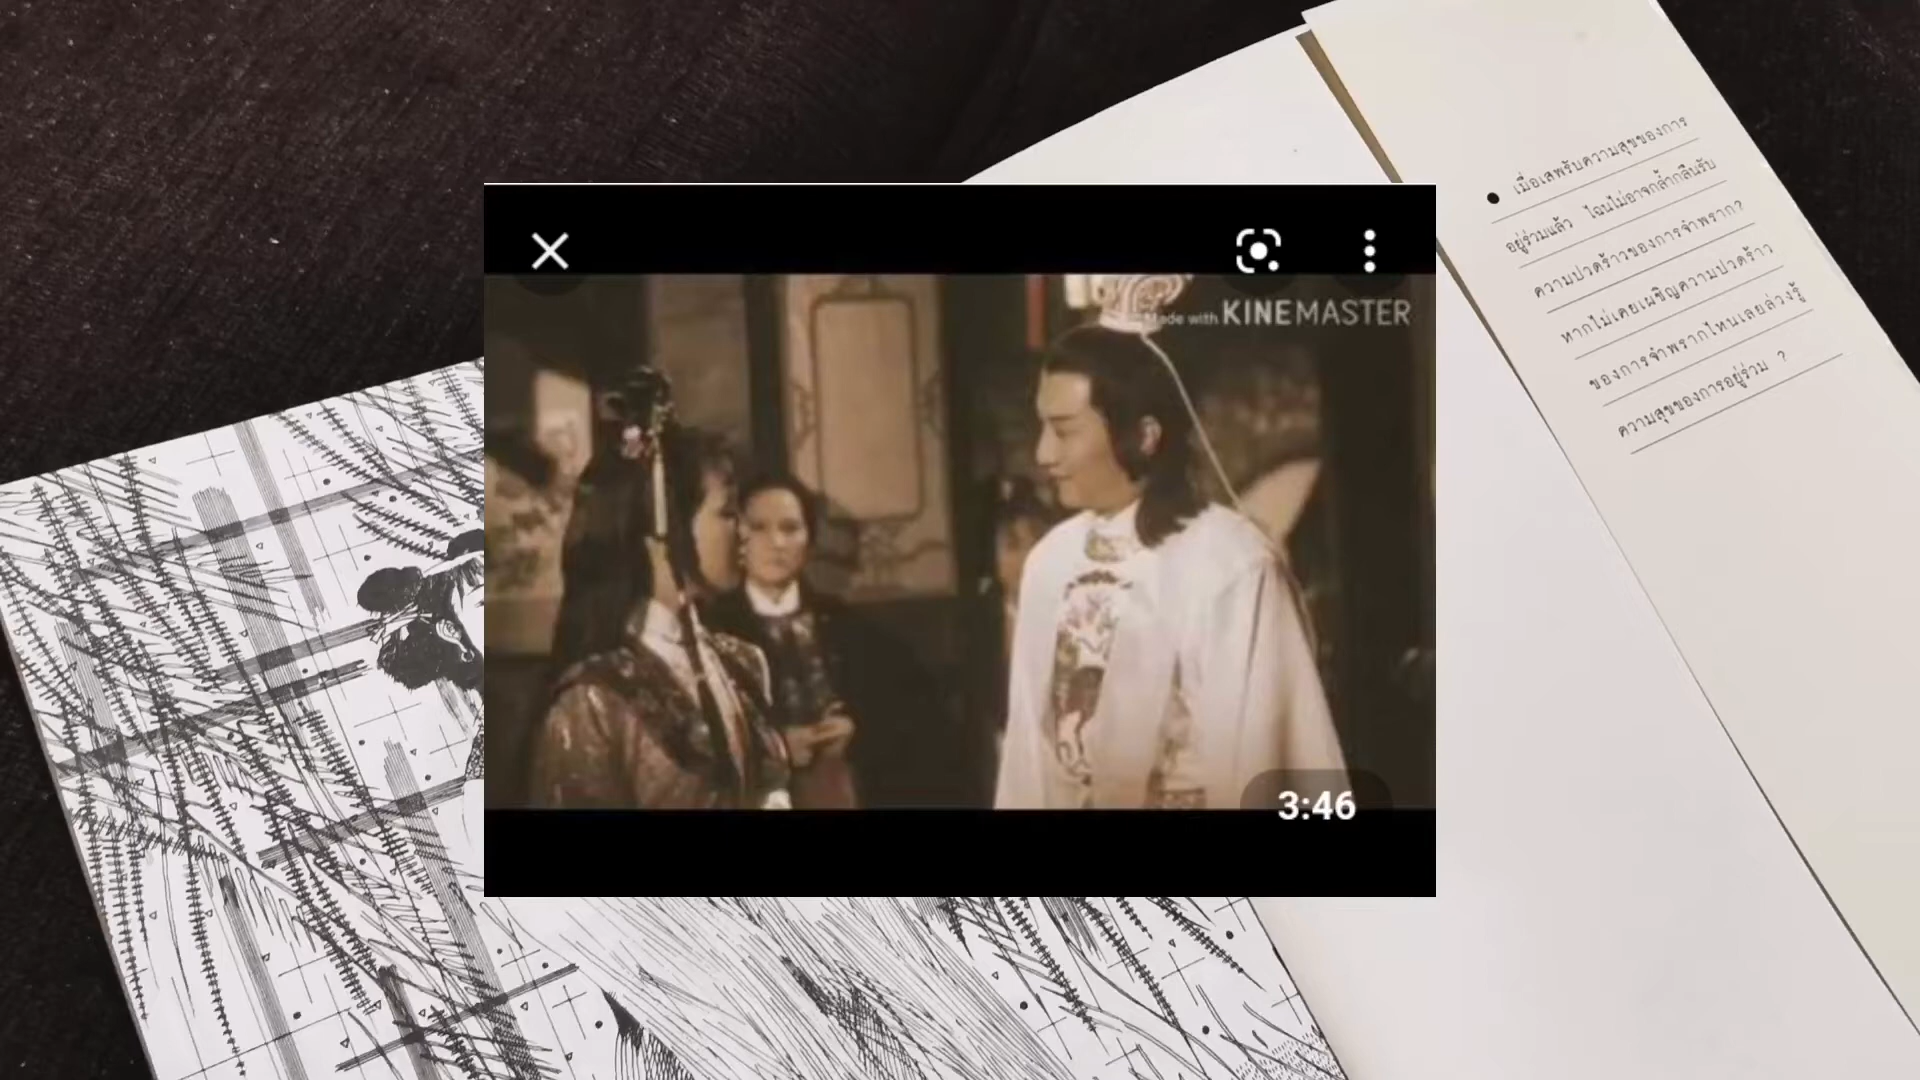 เมื่อเสพรับความสุขของการ
อยู่ร่วมแล้ว ไฉนไม่อาจกล้ำกลืนรับ
ความปวดร้าวของการจำพราก?
หากไม่เคยเผชิญความปวดร้าว
ของการจำพรากไหนเลยล่วงรู้
ความสุขของการอยู่ร่วม ?
Made with KINEMASTER
3:46